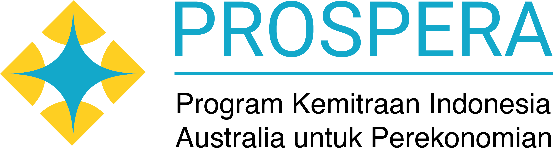 PROSPERA
Program Kemitraan Indonesia
Australia untuk Perekonomian